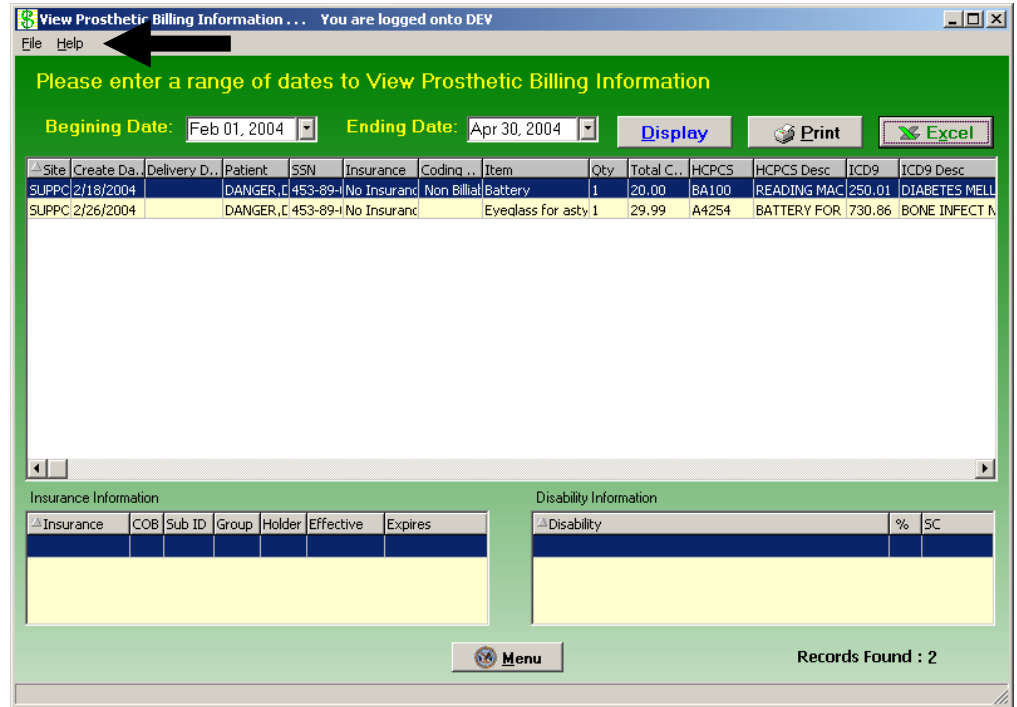 View Prosthetic Billing Information . . . You are logged onto DEV
File Help
Please enter a range of dates to View Prosthetic Billing Information
Begining Date: Feb 01, 2004 Ending Date: Apr 30, 2004 Display Print Excel
Site Create Da.. Delivery D.. Patient SSN Insurance Coding .. Item Qty Total C.. HCPCS HCPCS Desc ICD9 ICD9 Desc
SUPPC 2/18/2004 DANGER,D 453-89- No Insuranc Non Billab Battery 1 20.00 BA100 READING MAC 250.01 DIABETES MELL
SUPPC 2/26/2004 DANGER,D 453-89- No Insuranc Eyeglass for asty 1 29.99 A4254 BATTERY FOR 730.86 BONE INFECT N
Insurance Information Disability Information
Insurance COB Sub ID Group Holder Effective Expires Disability % SC
Menu Records Found : 2